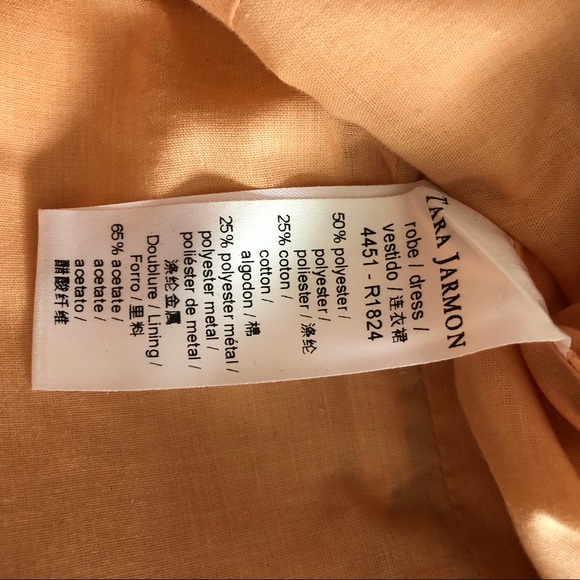 ZARA JARMON
robe / dress /
vestido / 连衣裙
4451 - R1824
50% polyester /
polyester /
poliester / 涤纶
25% coton /
cotton /
algodon / 棉
25% polyester métal /
polyester metal /
poliéster de metal /
涤纶金属
Doublure / Lining /
Forro / 里料
65% acetate /
acetate /
acetato /
醋酸纤维